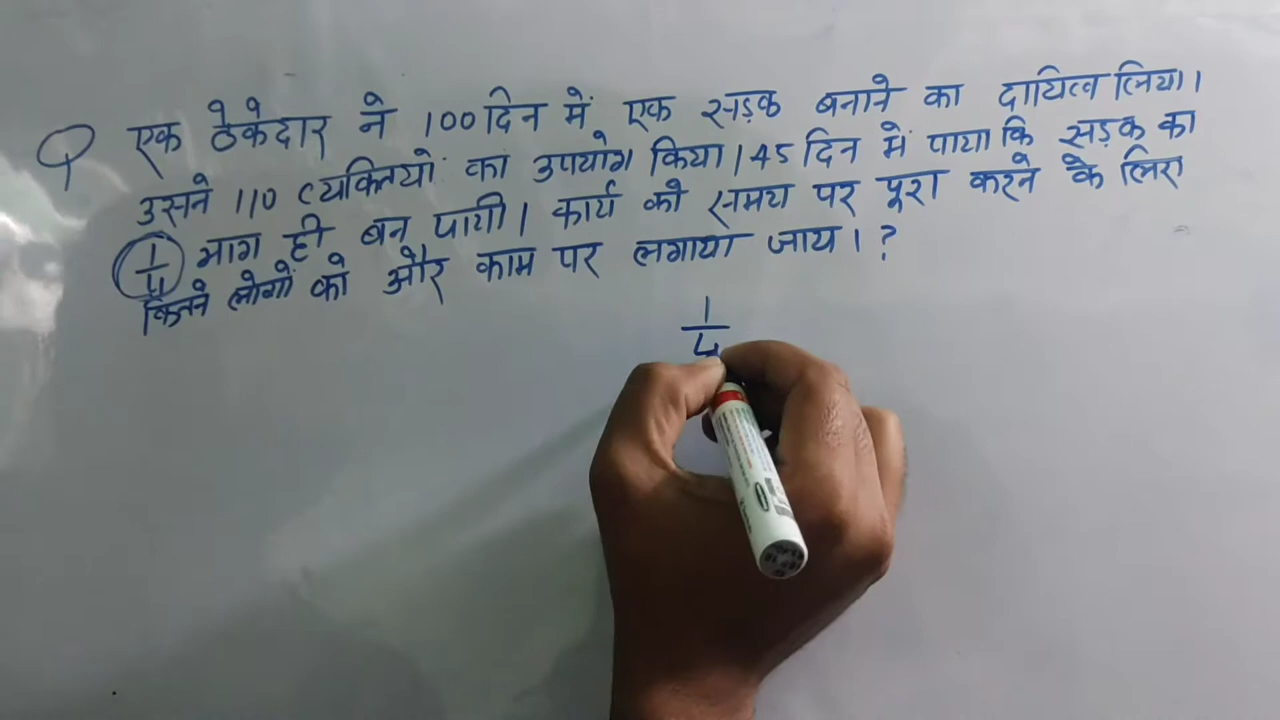 Q एक ठेकेदार ने 100 दिन में एक सड़क बनाने का दायित्व लिया।
उसने 110 व्यक्तियों का उपयोग किया। 45 दिन में पाया कि सड़क का
1/4 भाग ही बन पायी। कार्य को समय पर पूरा करने के लिए
कितने लोगों को और काम पर लगाया जाय। ?
1/4